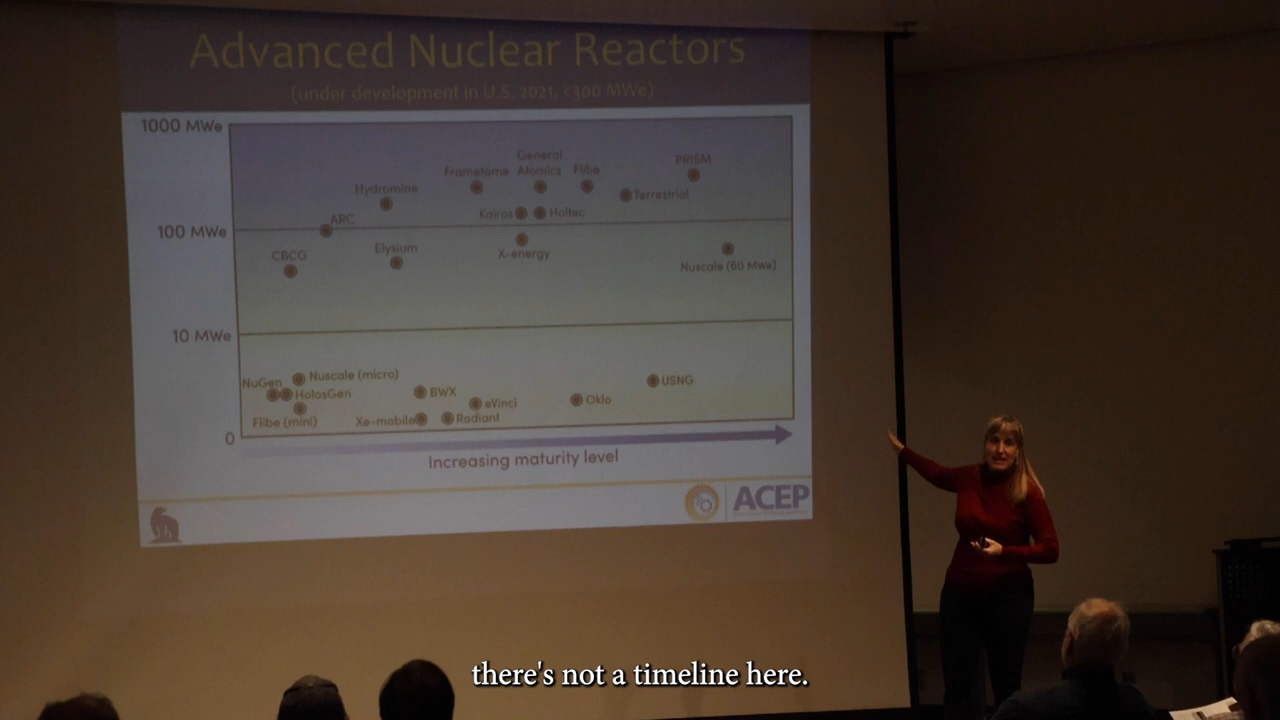 Advanced Nuclear Reactors
(under development in U.S. 2021, <300 MWe)
1000 MWe
General
Atomics
Framatome
Flibe
PRISM
Hydromine
Terrestrial
Kairos
Holtec
ARC
100 MWe
CBCG
Elysium
X-energy
Nuscale (60 MWe)
10 MWe
NuGen
Nuscale (micro)
HolosGen
BWX
USNG
eVinci
Oklo
Flibe (mini)
Xe-mobile
Radiant
0
Increasing maturity level
ACEP
there's not a timeline here.